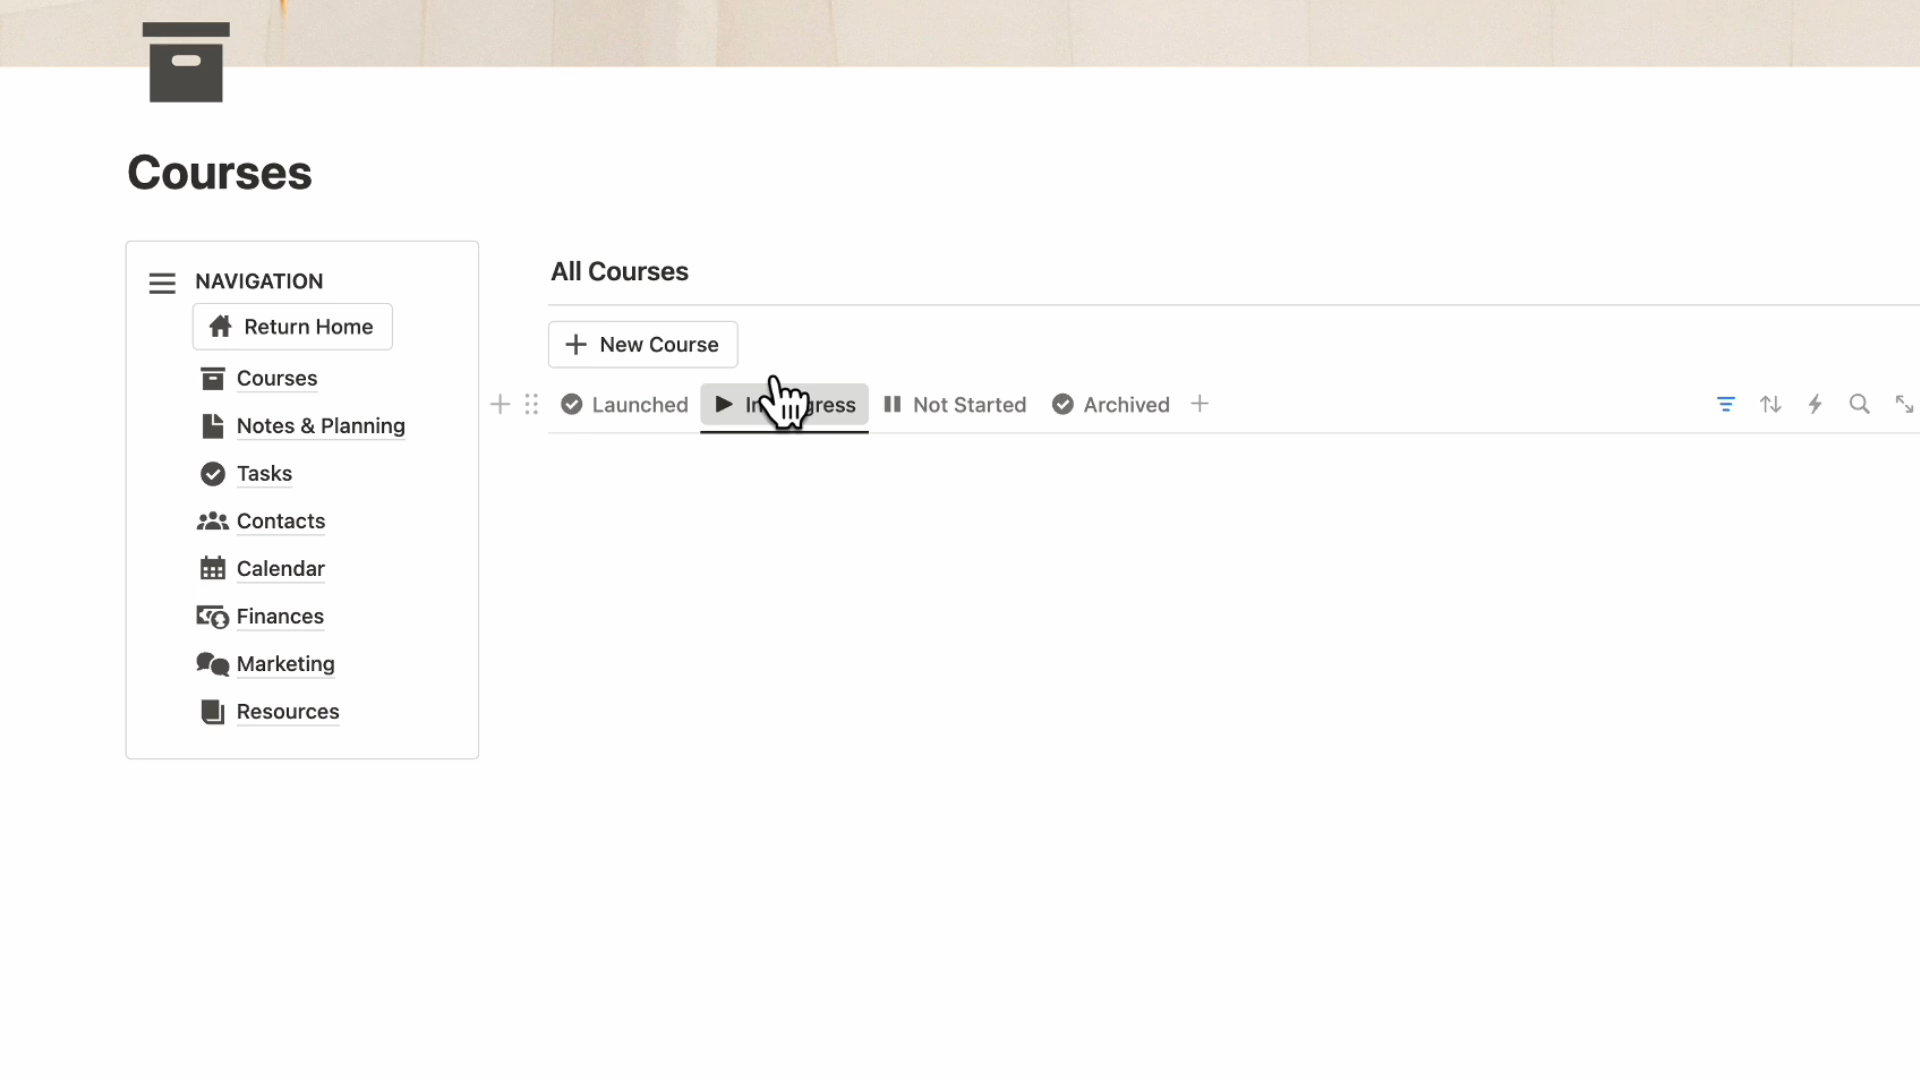 Courses
NAVIGATION
Return Home
Courses
Notes & Planning
Tasks
Contacts
Calendar
Finances
Marketing
Resources
All Courses
New Course
Launched
Not Started
Archived